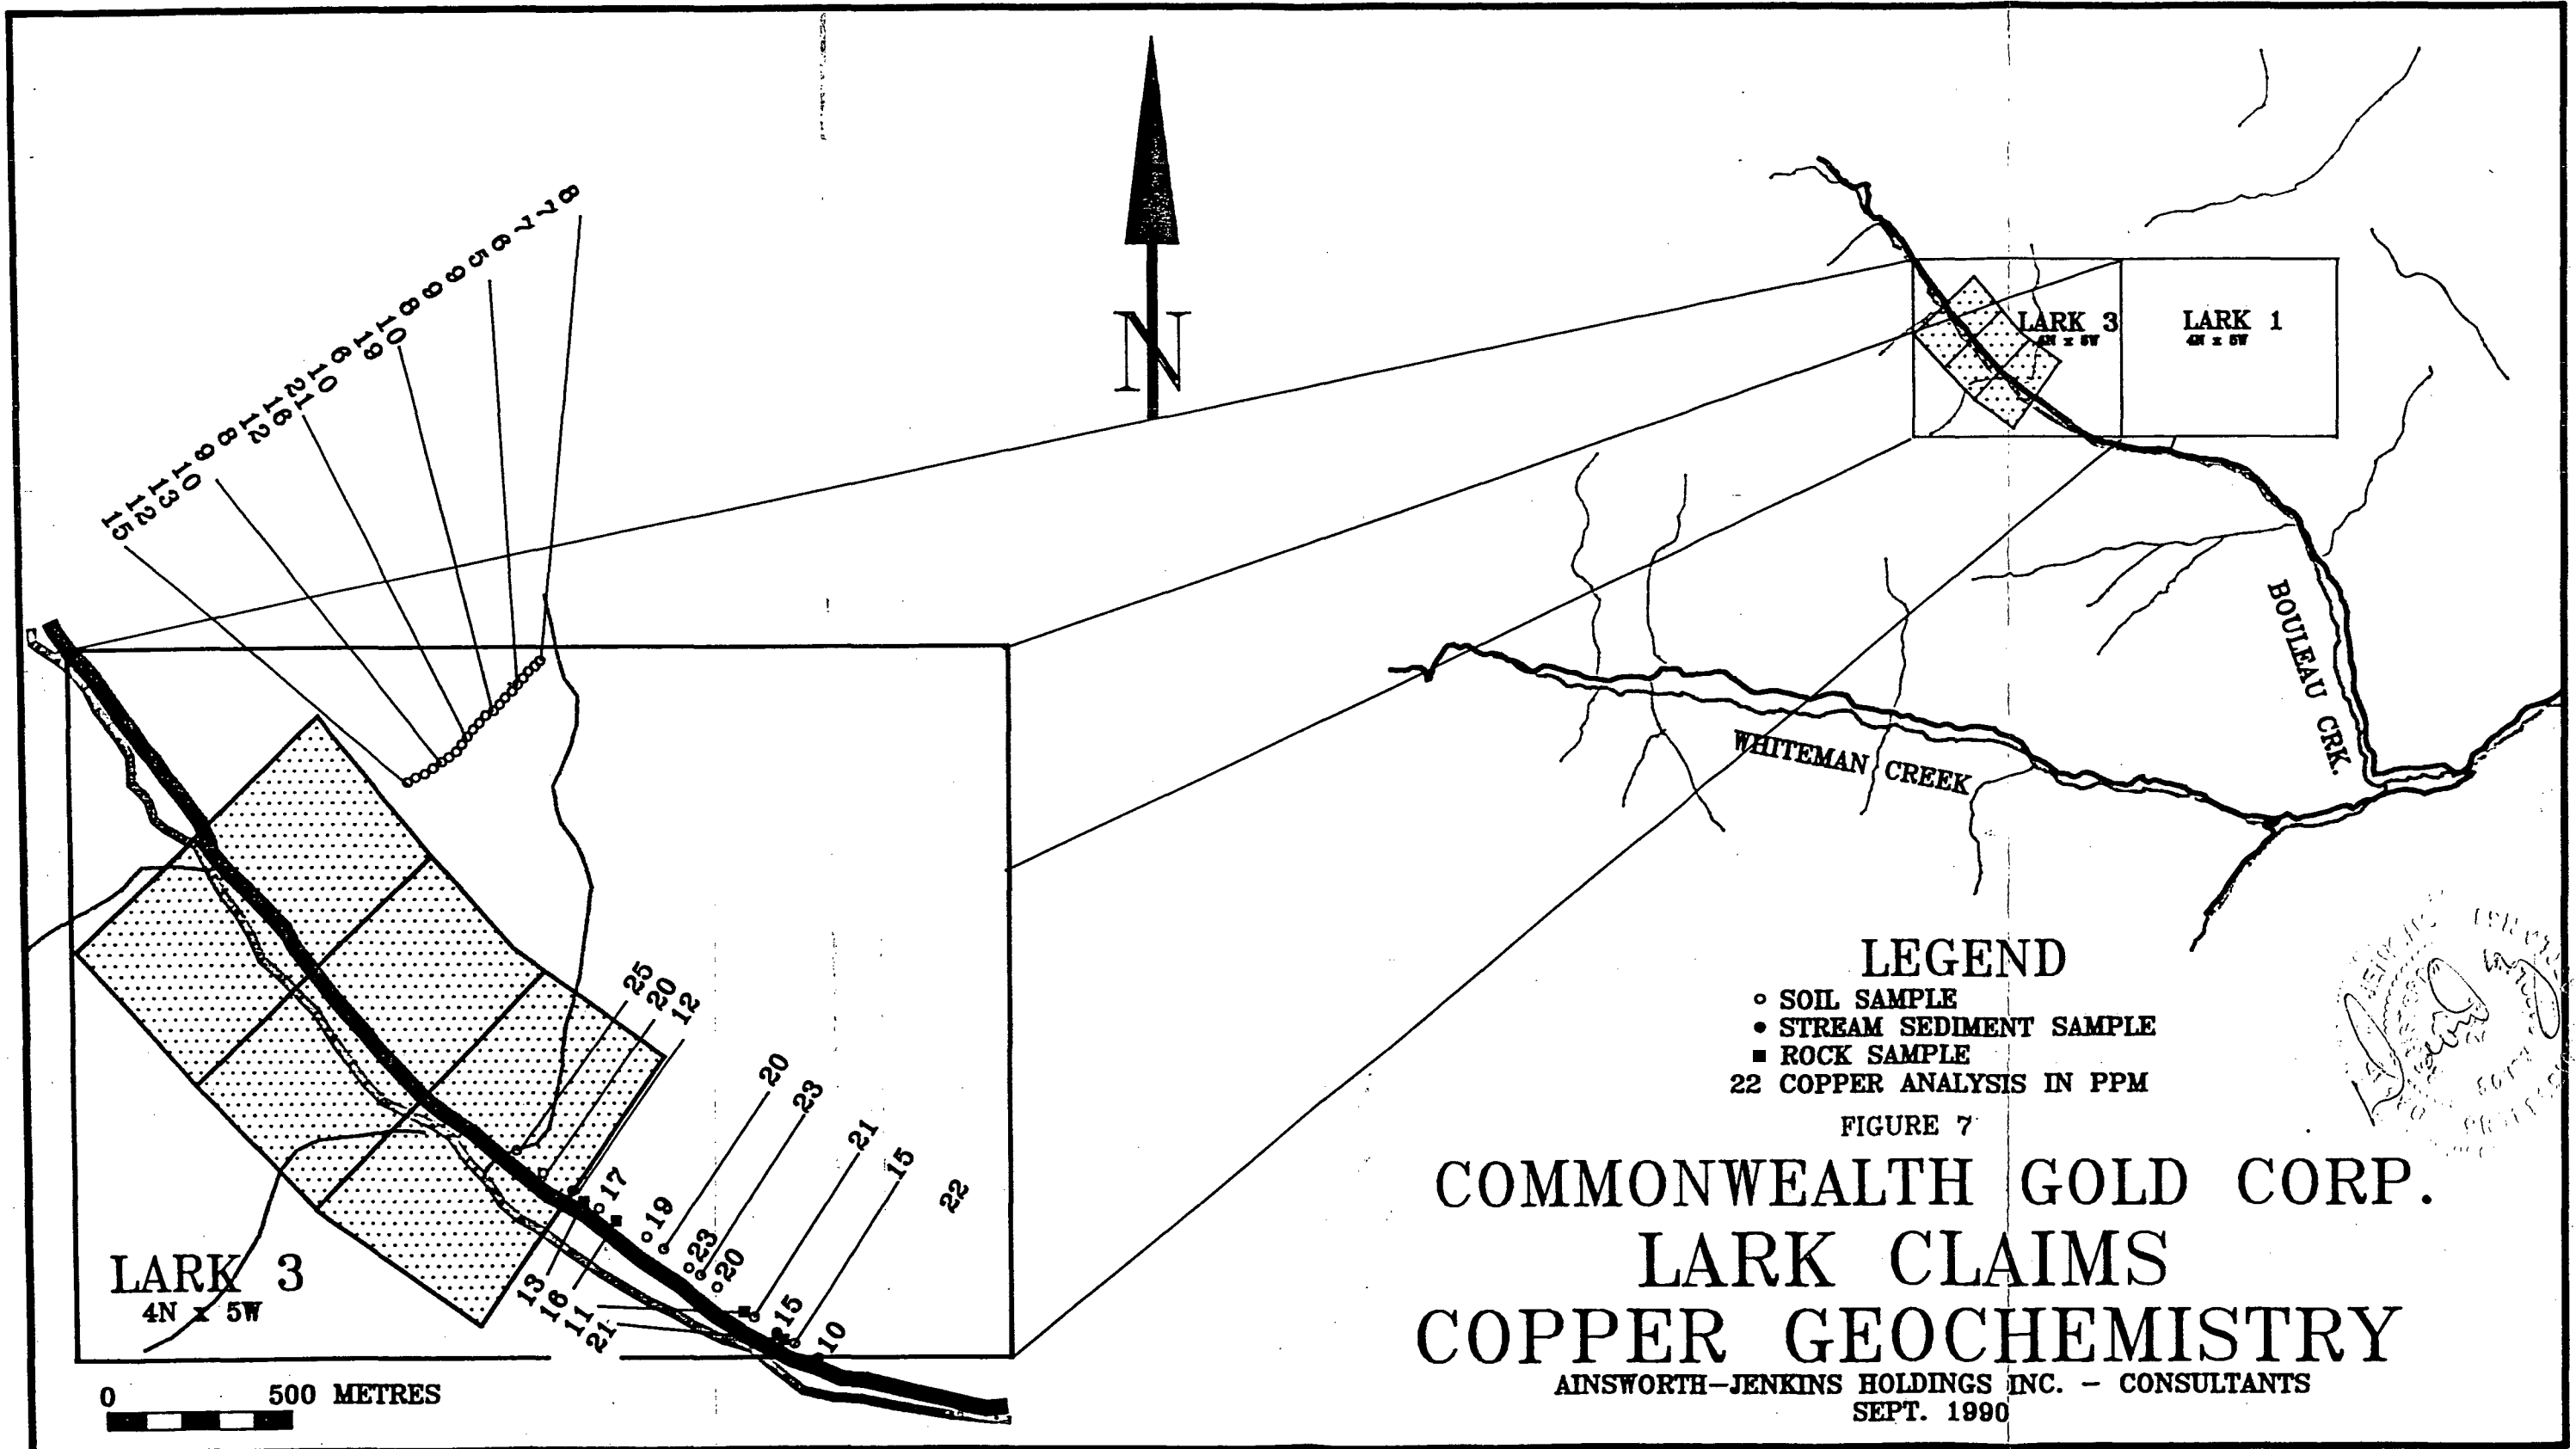 8
7
7
6
5
9
9
8
10
19
6
10
21
16
12
8
9
10
13
12
15
N
LARK 3
4N x 5W
LARK 1
4N x 5W
BOULEAU CRK.
WHITEMAN CREEK
25
20
12
20
23
21
15
22
17
19
23
20
15
10
13
16
11
21
LARK 3
4N x 5W
0 500 METRES
LEGEND
SOIL SAMPLE
STREAM SEDIMENT SAMPLE
ROCK SAMPLE
22 COPPER ANALYSIS IN PPM
FIGURE 7
COMMONWEALTH GOLD CORP.
LARK CLAIMS
COPPER GEOCHEMISTRY
AINSWORTH-JENKINS HOLDINGS INC. - CONSULTANTS
SEPT. 1990